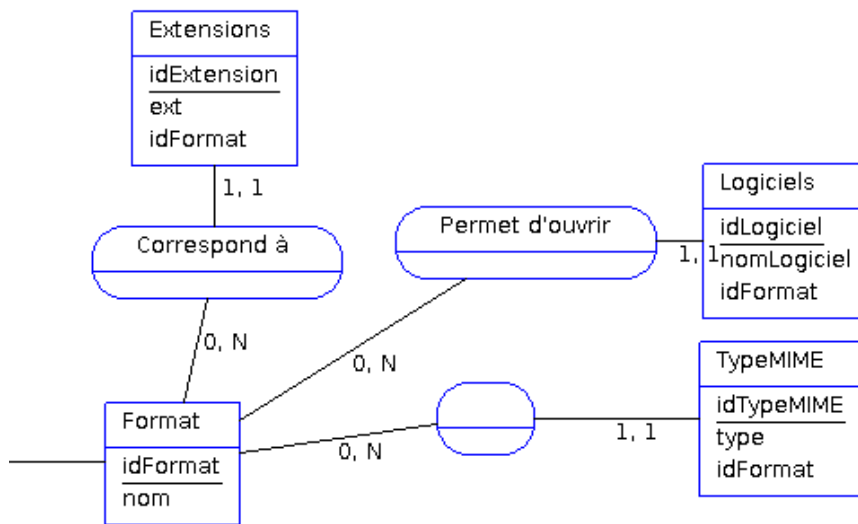 Extensions
idExtension
ext
idFormat
1, 1
Correspond à
0, N
Permet d'ouvrir
1, 1
0, N
Logiciels
idLogiciel
nomLogiciel
idFormat
TypeMIME
idTypeMIME
type
idFormat
1, 1
0, N
Format
idFormat
nom